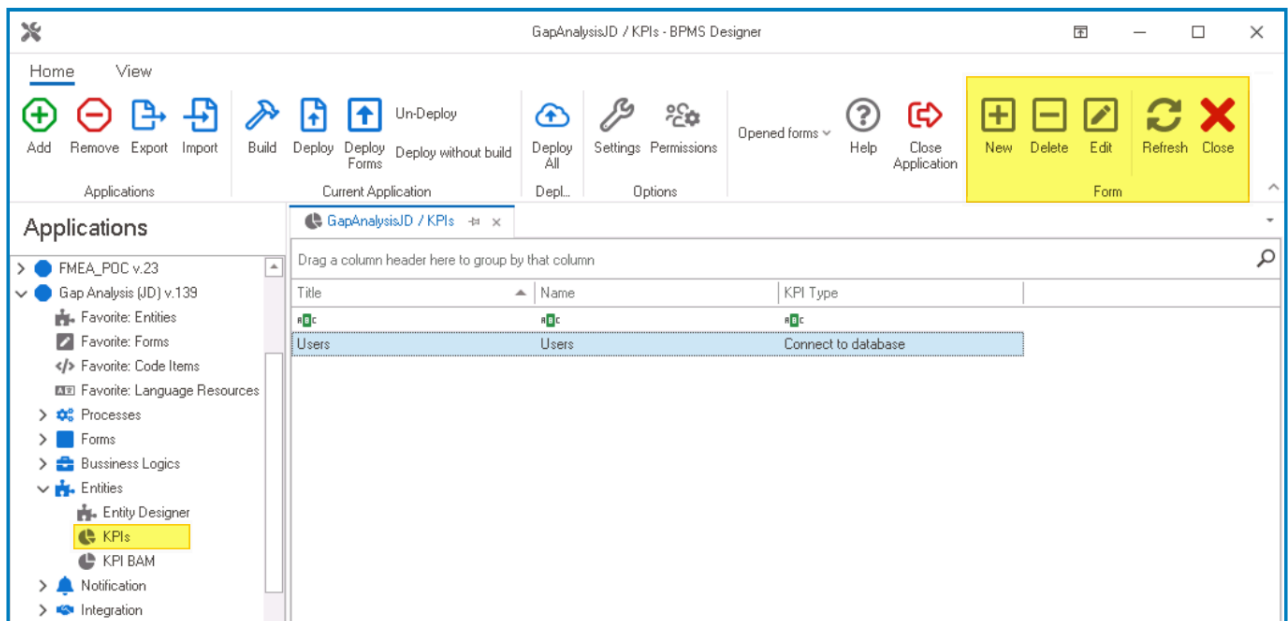 GapAnalysisJD / KPIs - BPMS Designer
Home View
Add Remove Export Import Build Deploy Deploy Forms Un-Deploy Deploy without build Deploy All Settings Permissions Opened forms Help Close Application New Delete Edit Refresh Close
Applications Current Application Depl... Options Form
Applications
GapAnalysisJD / KPIs
Drag a column header here to group by that column
Title Name KPI Type
ABC ABC ABC
Users Users Connect to database
FMEA_POC v.23
Gap Analysis (JD) v.139
Favorite: Entities
Favorite: Forms
</> Favorite: Code Items
Favorite: Language Resources
Processes
Forms
Bussiness Logics
Entities
Entity Designer
KPIs
KPI BAM
Notification
Integration